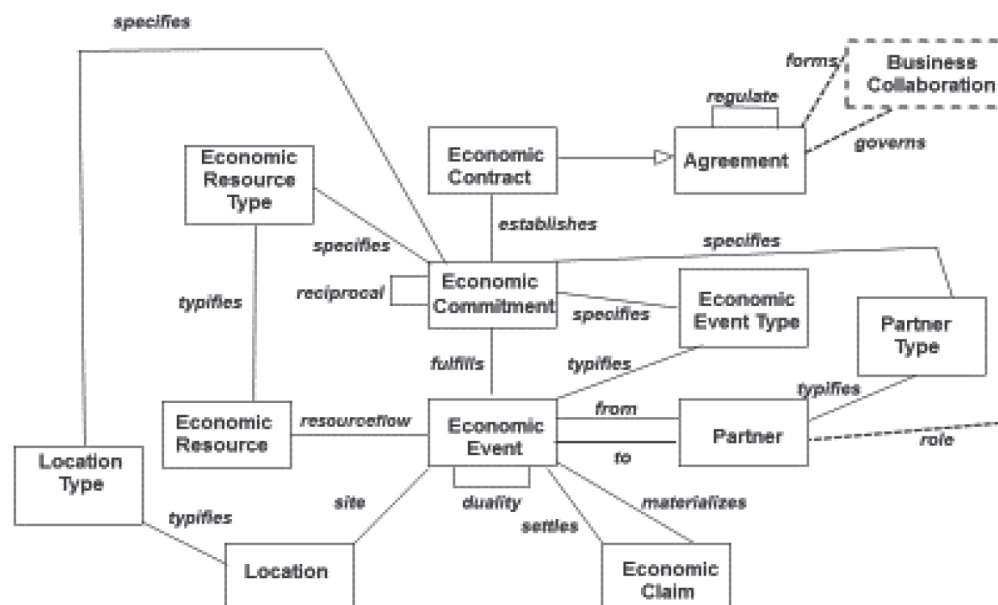 specifies
Business
Collaboration
forms
regulate
governs
Economic
Resource
Type
Economic
Contract
Agreement
establishes
specifies
specifies
reciprocal
Economic
Commitment
specifies
Economic
Event Type
Partner
Type
typifies
fulfills
typifies
typifies
Economic
Resource
resourceflow
Economic
Event
from
to
Partner
role
Location
Type
site
duality
settles
materializes
typifies
Location
Economic
Claim